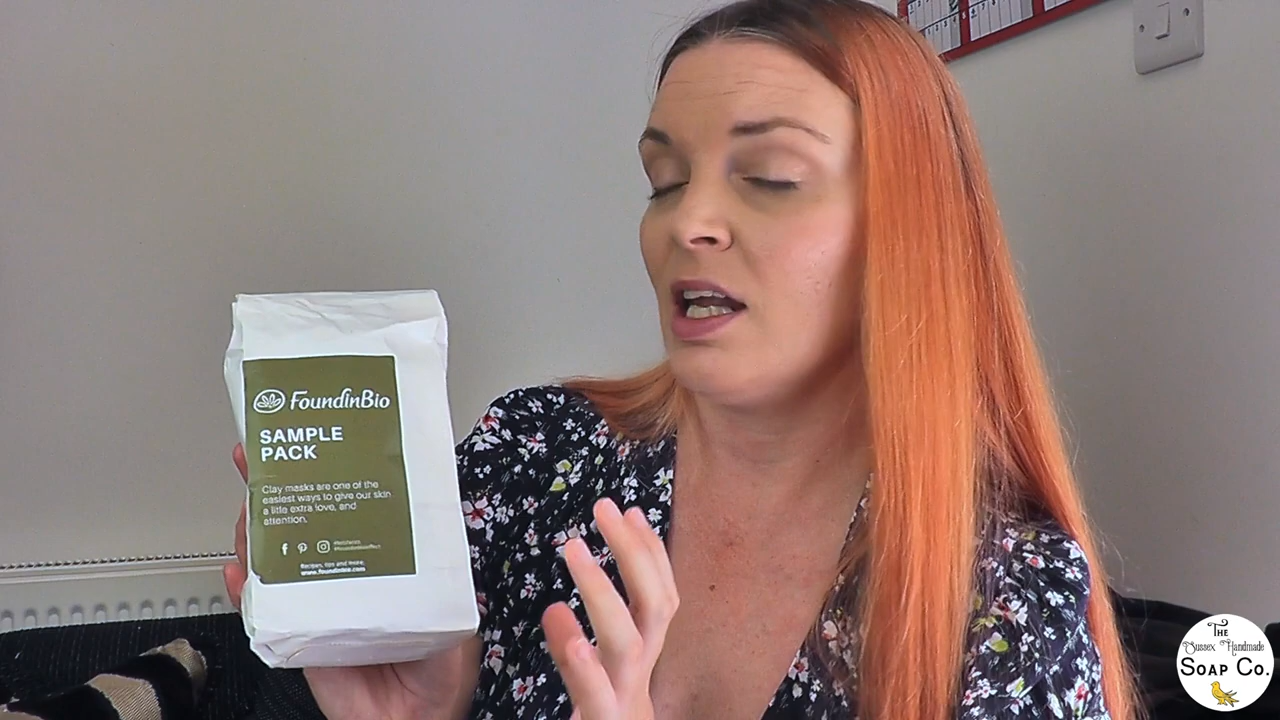 FoundinBio
SAMPLE
PACK
Clay masks are one of the
easiest ways to give our skin
a little extra love, and
attention.
Recipes, tips and more.
www.foundinbio.com
THE
Sussex Handmade
SOAP CO.